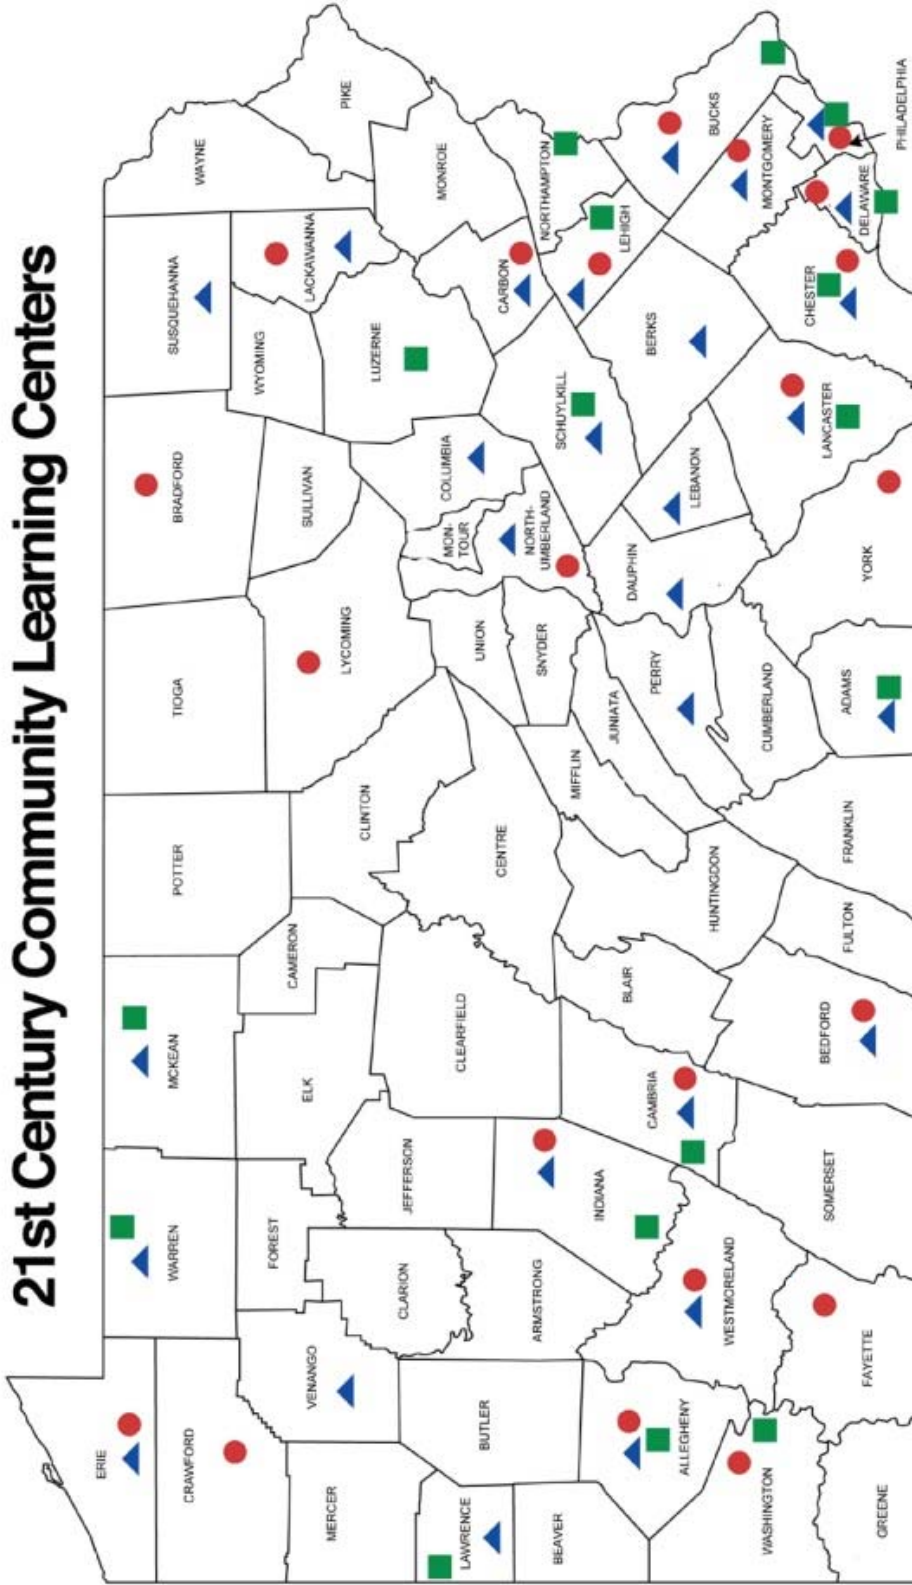 21st Century Community Learning Centers
ERIE
CRAWFORD
WARREN
MCKEAN
POTTER
TIOGA
BRADFORD
SUSQUEHANNA
WAYNE
PIKE
WYOMING
LACKAWANNA
SULLIVAN
LYCOMING
CAMERON
ELK
FOREST
VENANGO
MERCER
CLARION
JEFFERSON
CLEARFIELD
CLINTON
LUZERNE
MONROE
COLUMBIA
MON-
TOUR
UNION
CENTRE
BUTLER
LAWRENCE
BEAVER
ARMSTRONG
INDIANA
SNYDER
NORTH-
UMBERLAND
CARBON
SCHUYLKILL
NORTHAMPTON
LEHIGH
BUCKS
BERKS
MONTGOMERY
MIFFLIN
JUNIATA
PERRY
DAUPHIN
LEBANON
HUNTINGDON
BLAIR
CAMBRIA
ALLEGHENY
WESTMORELAND
CUMBERLAND
WASHINGTON
LANCASTER
CHESTER
DELAWARE
PHILADELPHIA
YORK
ADAMS
FRANKLIN
FULTON
BEDFORD
SOMERSET
FAYETTE
GREENE